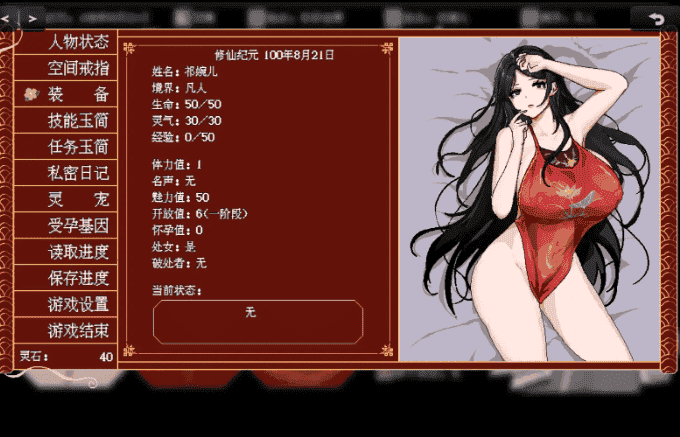 人物状态
空间戒指
装 备
技能玉简
任务玉简
私密日记
灵 宠
受孕基因
读取进度
保存进度
游戏设置
游戏结束
灵石: 40
修仙纪元 100年8月21日
姓名:祁婉儿
境界:凡人
生命:50/50
灵气:30/30
经验:0/50
体力值:1
名声:无
魅力值:50
开放值:6(一阶段)
怀孕值:0
处女:是
破处者:无
当前状态:
无